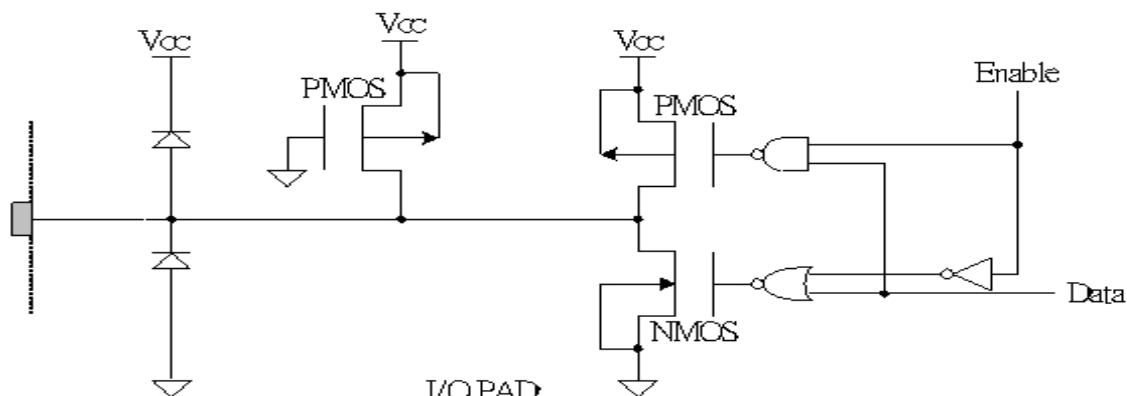 Vcc
Vcc
Vcc
PMOS
PMOS
Enable
NMOS
Data
I/O PAD